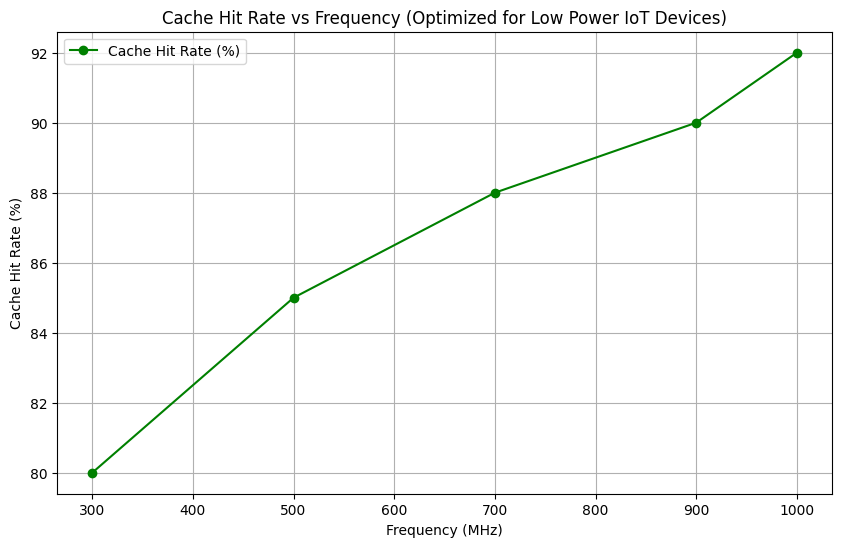 Cache Hit Rate vs Frequency (Optimized for Low Power IoT Devices)
Cache Hit Rate (%)
92
90
88
86
84
82
80
Cache Hit Rate (%)
300 400 500 600 700 800 900 1000
Frequency (MHz)